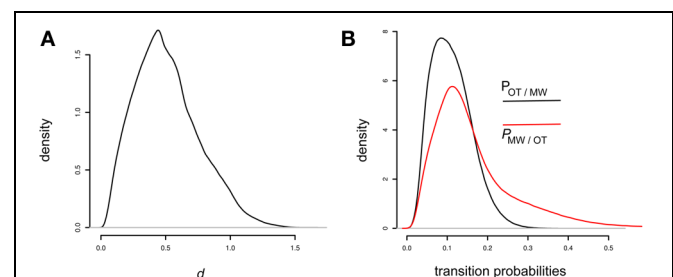 A
density
0.0 0.5 1.0 1.5
0.0 0.5 1.0 1.5
d
B
density
0 2 4 6 8
0.0 0.1 0.2 0.3 0.4 0.5
transition probabilities
POT / MW
PMW / OT